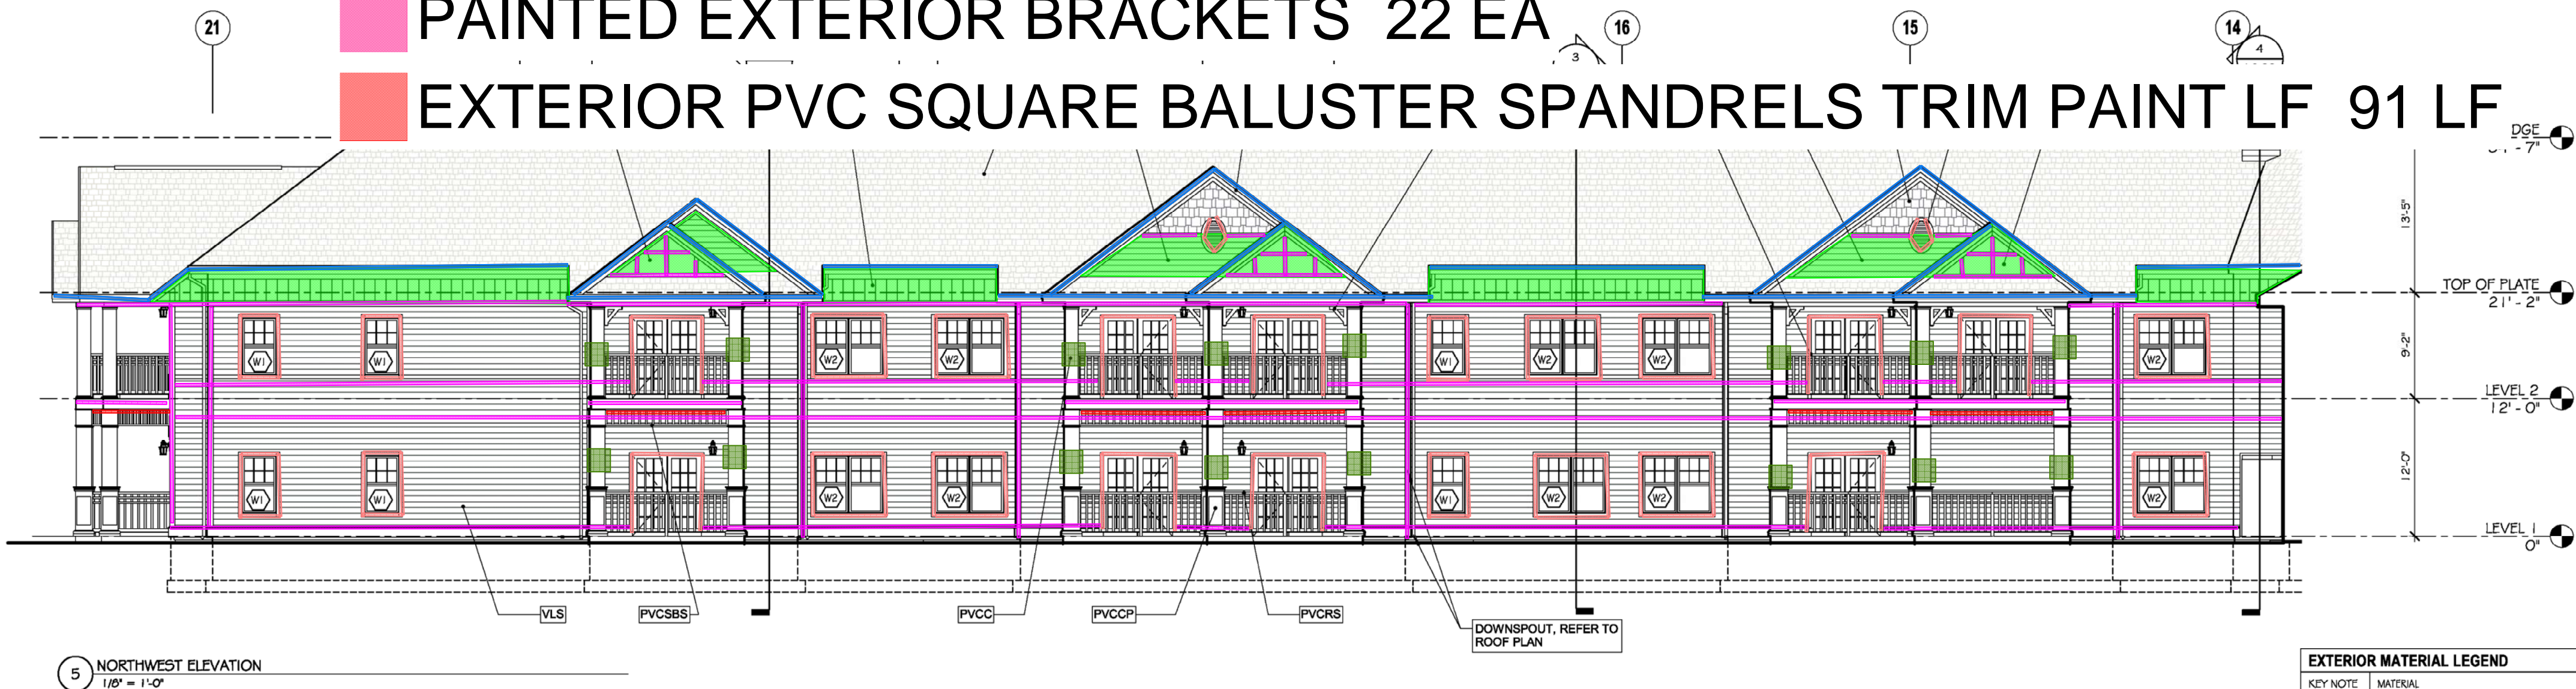 PAINTED EXTERIOR BRACKETS 22 EA
21
16
15
14
3
4
EXTERIOR PVC SQUARE BALUSTER SPANDRELS TRIM PAINT LF 91 LF
DGE
7"
13'-5"
TOP OF PLATE
21' - 2"
W1
W1
W2
W2
W1
W2
W2
W2
9'-2"
LEVEL 2
12' - 0"
W1
W1
W2
W2
W1
W2
W2
W2
12'-0"
LEVEL 1
0"
VLS
PVCSBS
PVCC
PVCCP
PVCRS
DOWNSPOUT, REFER TO
ROOF PLAN
5
NORTHWEST ELEVATION
1/8" = 1'-0"
EXTERIOR MATERIAL LEGEND
KEY NOTE
MATERIAL